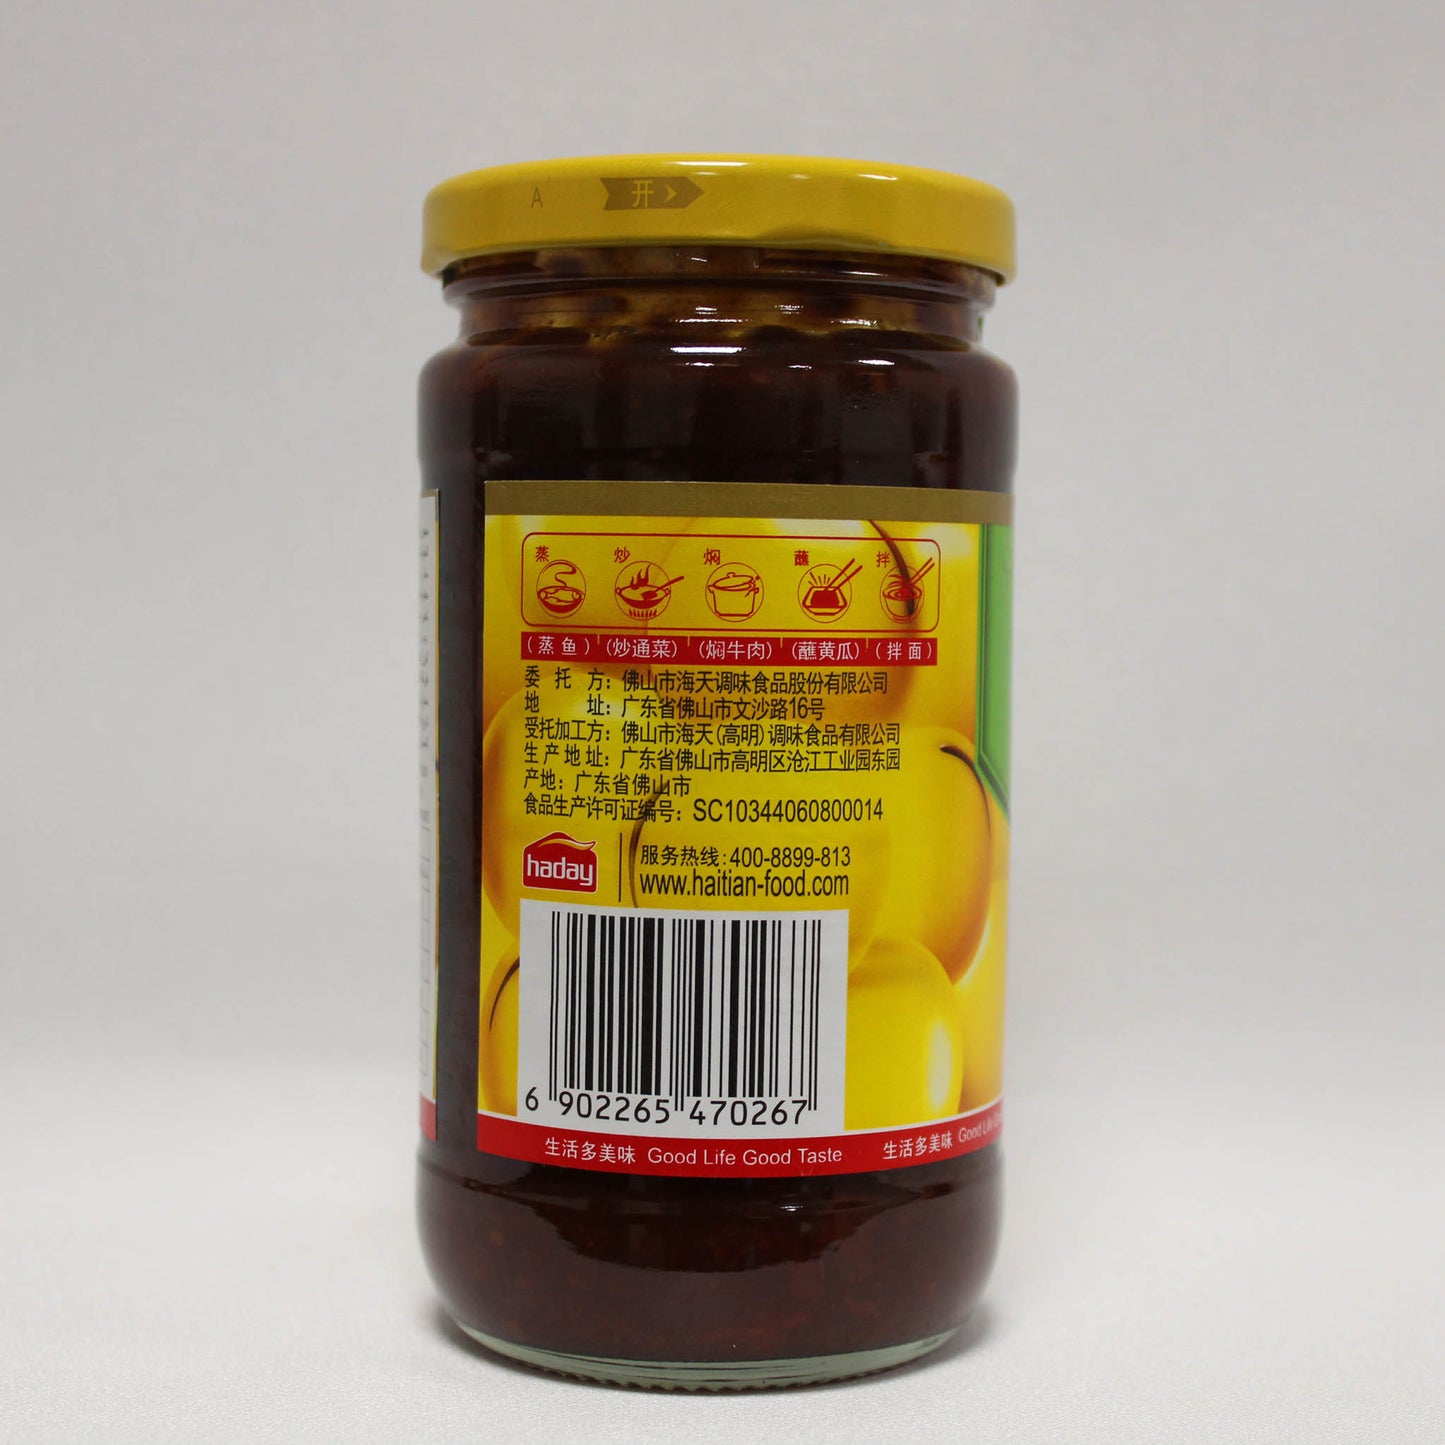 A
开
蒸 炒 焖 蘸 拌
(蒸鱼) (炒通菜) (焖牛肉) (蘸黄瓜) (拌面)
委托方：佛山市海天调味食品股份有限公司
地址：广东省佛山市文沙路16号
受托加工方：佛山市海天(高明)调味食品有限公司
生产地址：广东省佛山市高明区沧江工业园东园
产地：广东省佛山市
食品生产许可证编号：SC10344060800014
haday
服务热线：400-8899-813
www.haitian-food.com
6 902265 470267
生活多美味 Good Life Good Taste
生活多美味 Good Life